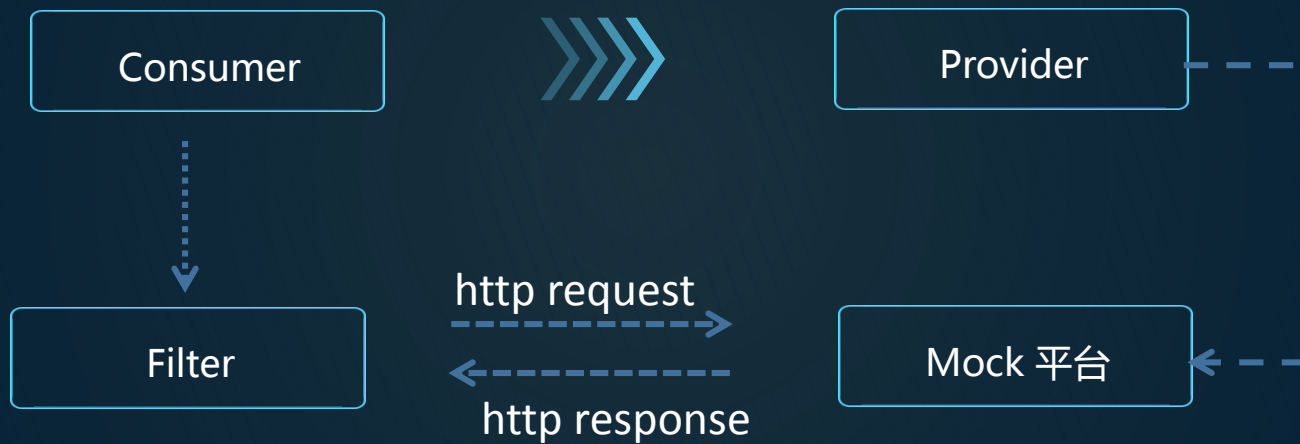 Consumer
Provider
http request
Filter
Mock 平台
http response